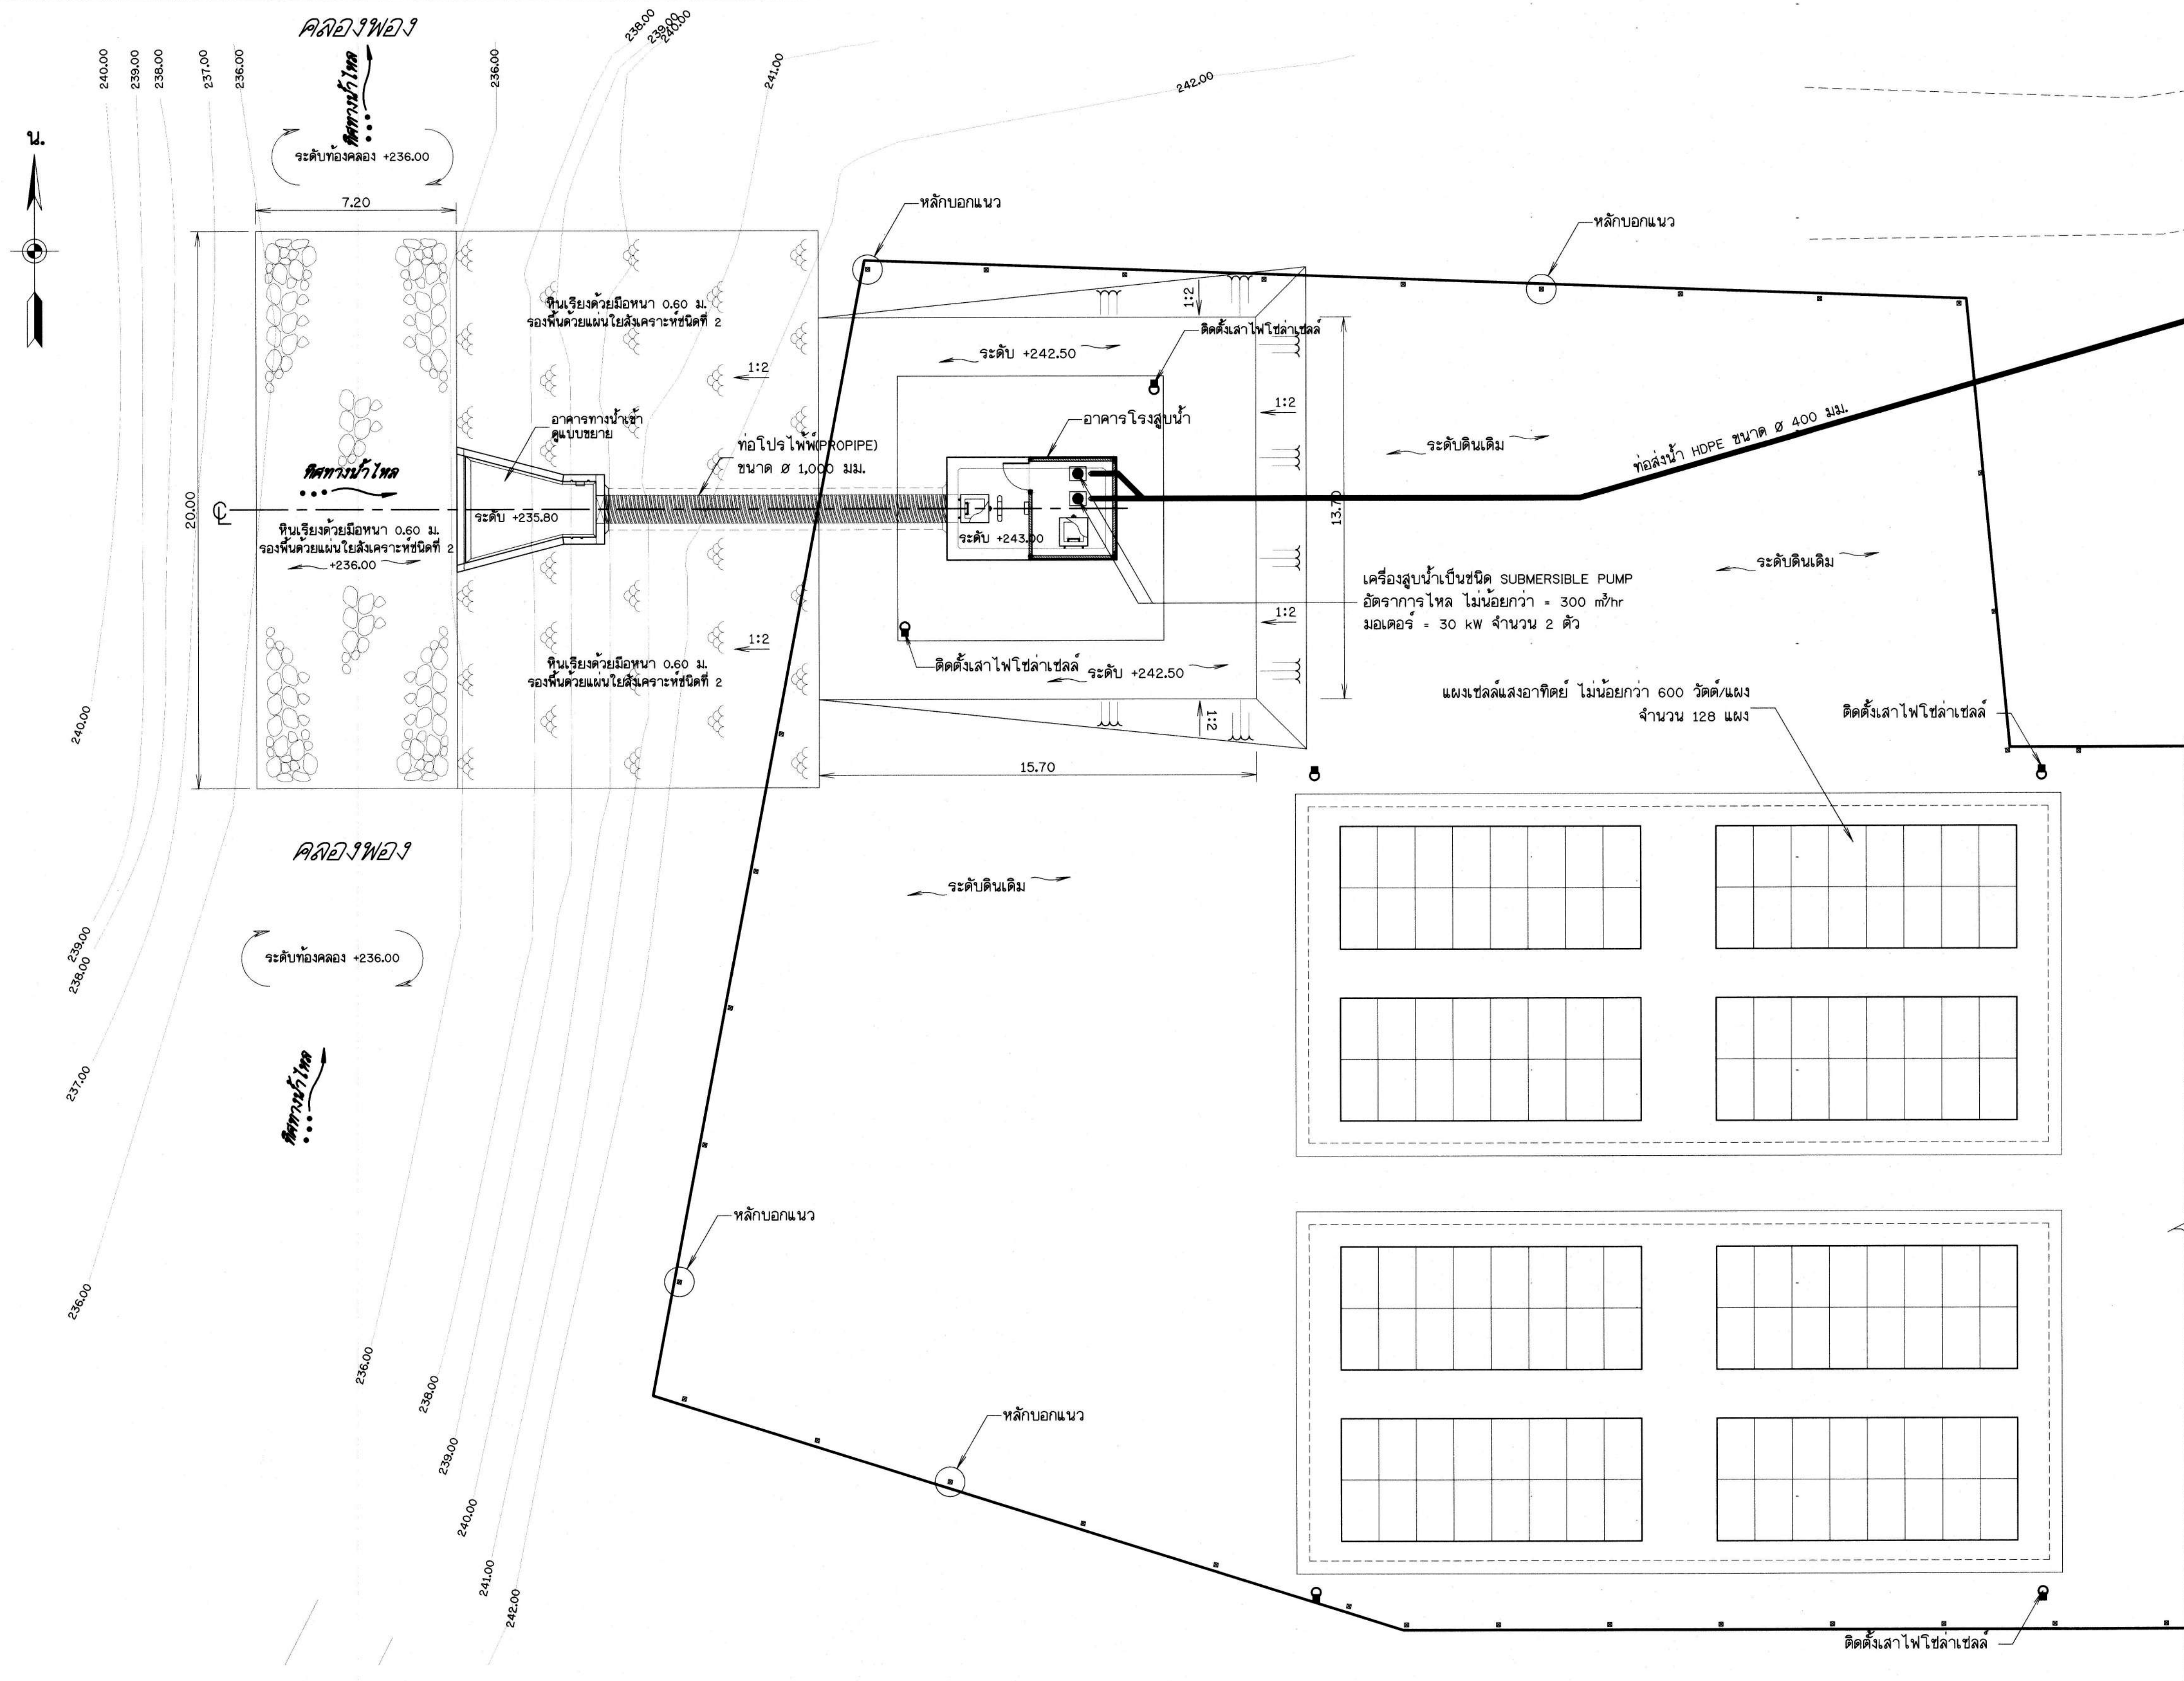 คลองพอง
240.00
239.00
238.00
237.00
236.00
236.00
238.00
239.00
240.00
241.00
242.00
ทิศทางน้ำไหล
ระดับท้องคลอง +236.00
น.
7.20
หลักบอกแนว
หลักบอกแนว
หินเรียงด้วยมือหนา 0.60 ม.
รองพื้นด้วยแผ่นใยสังเคราะห์ชนิดที่ 2
1:2
ติดตั้งเสาไฟโซล่าเซลล์
ระดับ +242.50
1:2
1:2
อาคารทางน้ำเข้า
ดูแบบขยาย
อาคารโรงสูบน้ำ
ท่อโปรไพ้พ์(PROPIPE)
ขนาด Ø 1,000 มม.
ระดับดินเดิม
ท่อส่งน้ำ HDPE ขนาด Ø 400 มม.
ทิศทางน้ำไหล
20.00
13.70
ระดับ +235.80
หินเรียงด้วยมือหนา 0.60 ม.
รองพื้นด้วยแผ่นใยสังเคราะห์ชนิดที่ 2
+236.00
ระดับ +243.00
ระดับดินเดิม
เครื่องสูบน้ำเป็นชนิด SUBMERSIBLE PUMP
อัตราการไหล ไม่น้อยกว่า = 300 m³/hr
มอเตอร์ = 30 kW จำนวน 2 ตัว
1:2
1:2
หินเรียงด้วยมือหนา 0.60 ม.
รองพื้นด้วยแผ่นใยสังเคราะห์ชนิดที่ 2
ติดตั้งเสาไฟโซล่าเซลล์
ระดับ +242.50
1:2
แผงเซลล์แสงอาทิตย์ ไม่น้อยกว่า 600 วัตต์/แผง
จำนวน 128 แผง
ติดตั้งเสาไฟโซล่าเซลล์
240.00
15.70
คลองพอง
ระดับดินเดิม
239.00
238.00
ระดับท้องคลอง +236.00
237.00
ทิศทางน้ำไหล
หลักบอกแนว
236.00
236.00
238.00
239.00
240.00
241.00
242.00
หลักบอกแนว
ติดตั้งเสาไฟโซล่าเซลล์